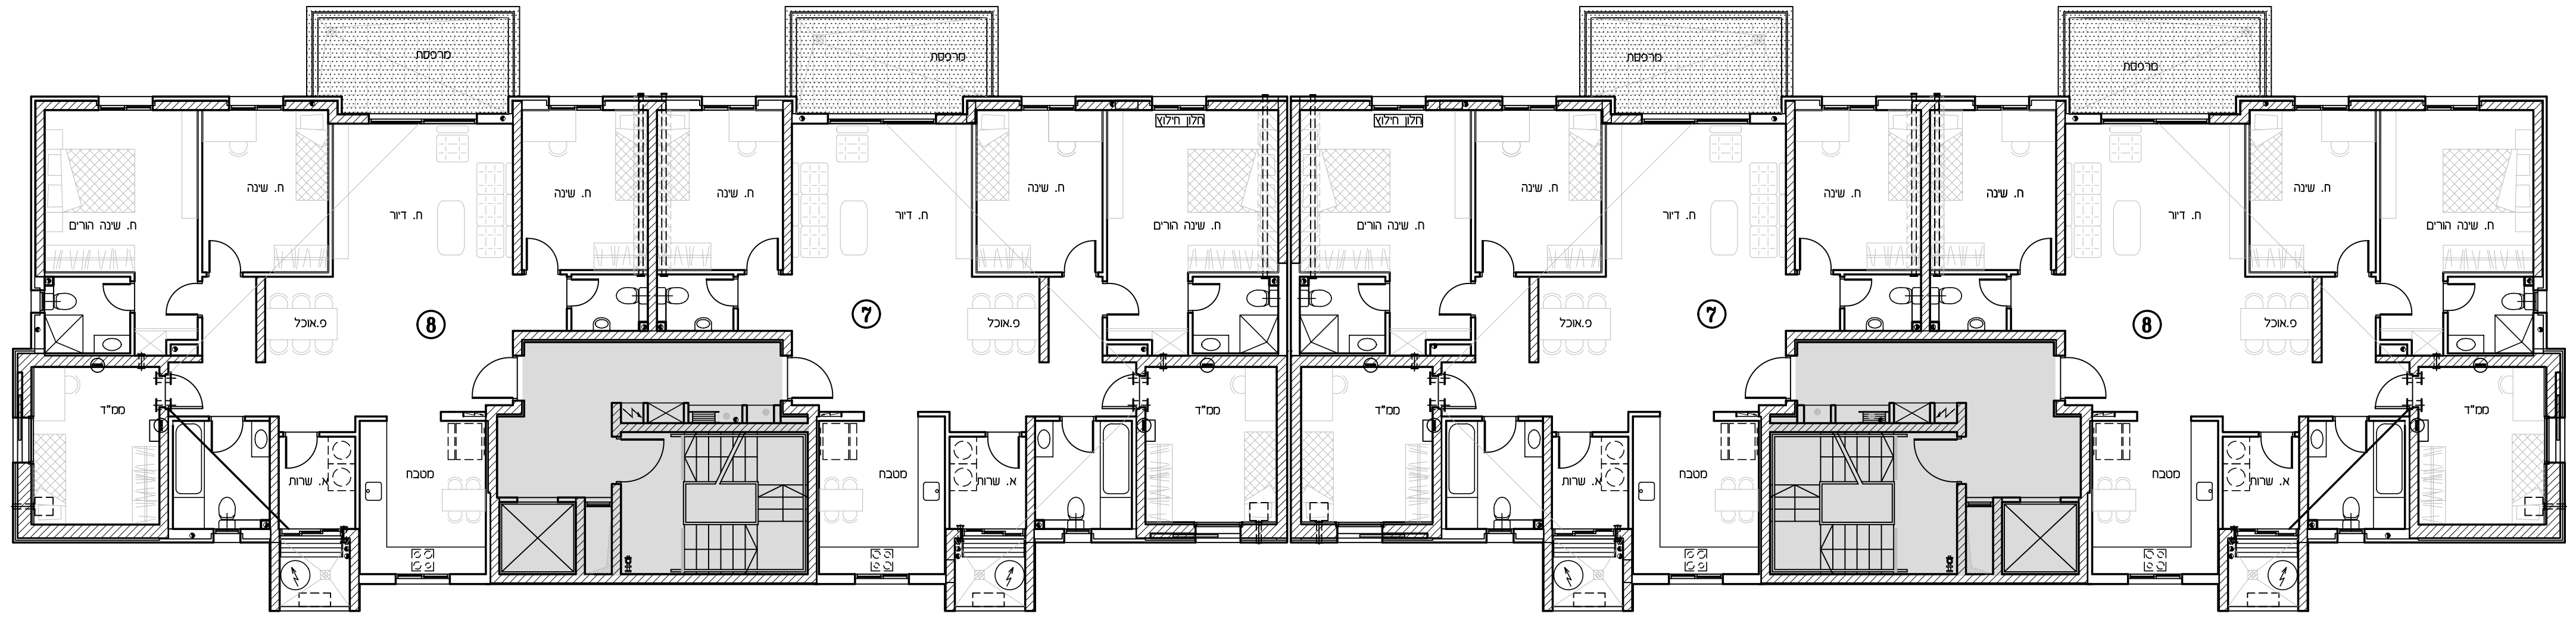 מרפסת
מרפסת
מרפסת
מרפסת
חלון חילוץ
חלון חילוץ
ח. שינה הורים
ח. שינה
ח. דיור
ח. שינה
ח. שינה
ח. דיור
ח. שינה
ח. שינה הורים
ח. שינה הורים
ח. שינה
ח. דיור
ח. שינה
ח. שינה
ח. דיור
ח. שינה
ח. שינה הורים
פ.אוכל
8
7
פ.אוכל
פ.אוכל
7
8
פ.אוכל
ממ"ד
ממ"ד
ממ"ד
ממ"ד
א. שרות
מטבח
מטבח
א. שרות
א. שרות
מטבח
מטבח
א. שרות